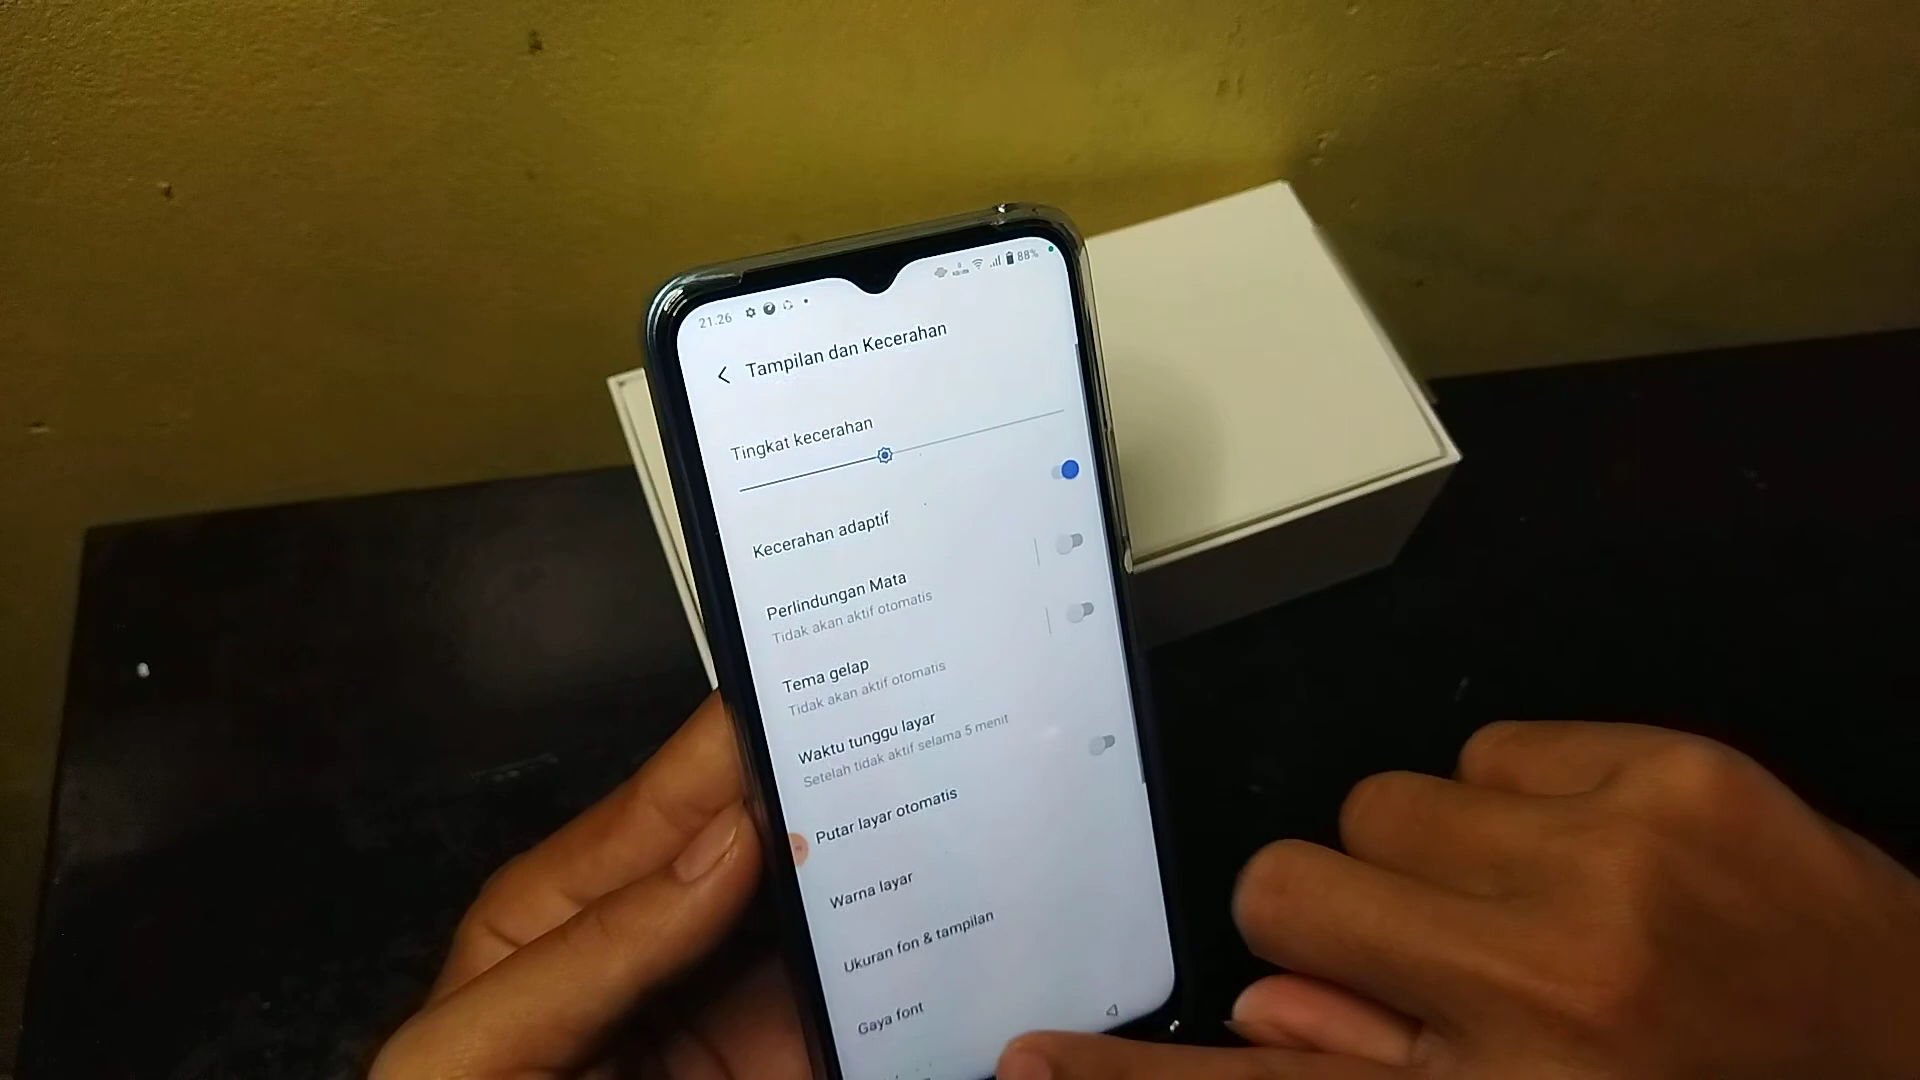 21.26
88%
Tampilan dan Kecerahan
Tingkat kecerahan
Kecerahan adaptif
Perlindungan Mata
Tidak akan aktif otomatis
Tema gelap
Tidak akan aktif otomatis
Waktu tunggu layar
Setelah tidak aktif selama 5 menit
Putar layar otomatis
Warna layar
Ukuran fon & tampilan
Gaya font